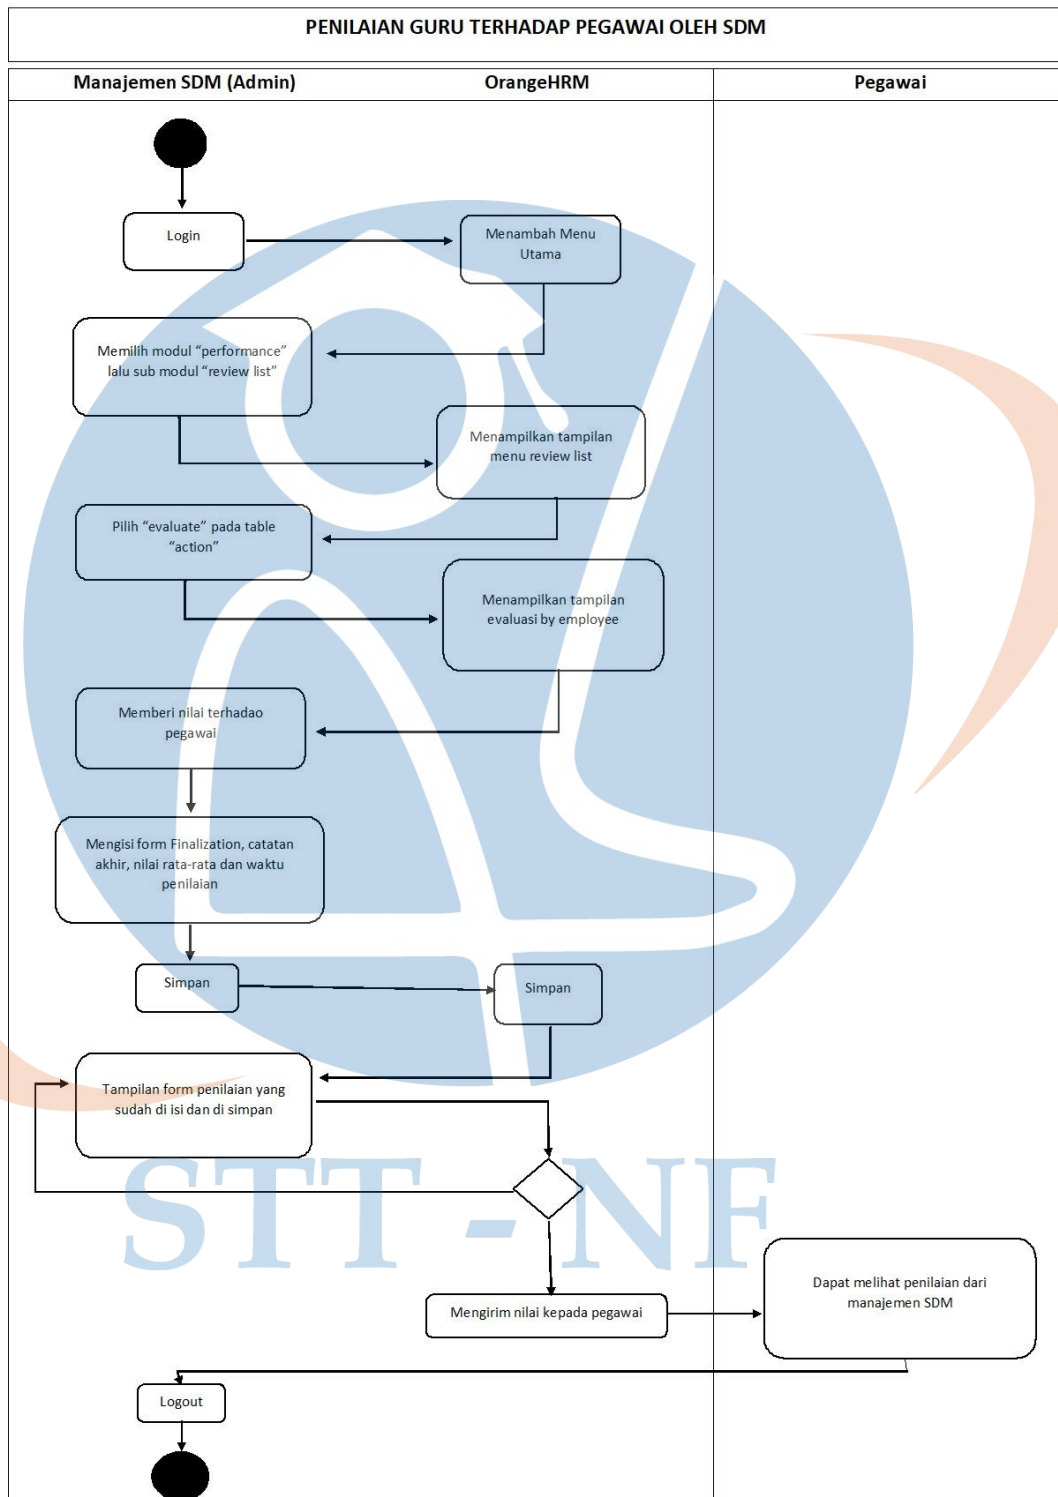 PENILAIAN GURU TERHADAP PEGAWAI OLEH SDM
Manajemen SDM (Admin)
OrangeHRM
Pegawai
Login
Menambah Menu
Utama
Memilih modul “performance”
lalu sub modul “review list”
Menampilkan tampilan
menu review list
Pilih “evaluate” pada table
“action”
Menampilkan tampilan
evaluasi by employee
Memberi nilai terhadao
pegawai
Mengisi form Finalization, catatan
akhir, nilai rata-rata dan waktu
penilaian
Simpan
Simpan
Tampilan form penilaian yang
sudah di isi dan di simpan
STT - NF
Mengirim nilai kepada pegawai
Dapat melihat penilaian dari
manajemen SDM
Logout